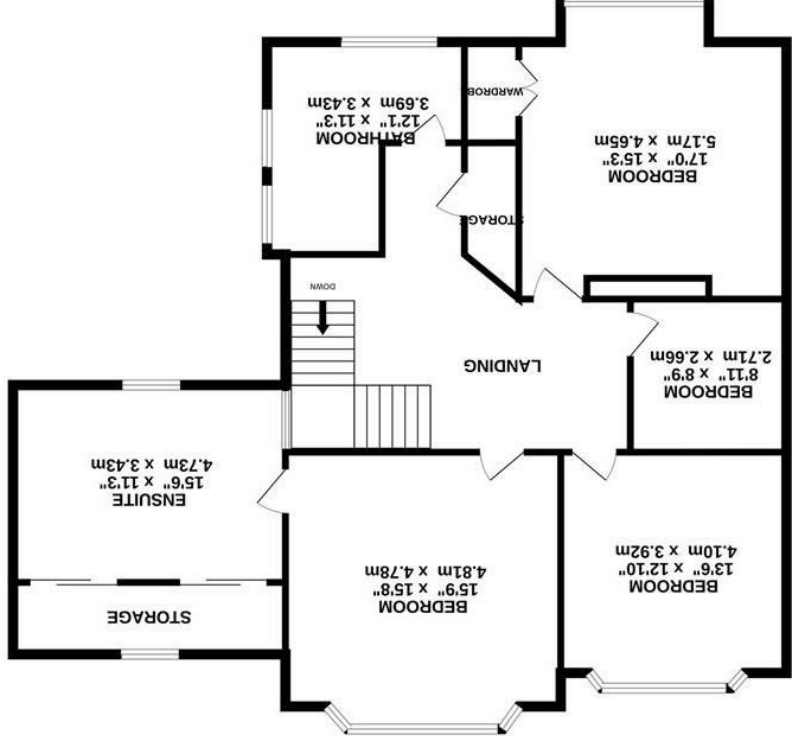 BEDROOM
13'6" x 12'10"
4.10m x 3.92m
BEDROOM
15'9" x 15'8"
4.81m x 4.78m
STORAGE
ENSUITE
15'6" x 11'3"
4.73m x 3.43m
BEDROOM
8'11" x 8'9"
2.71m x 2.66m
LANDING
DOWN
BEDROOM
17'0" x 15'3"
5.17m x 4.65m
STORAGE
WARDROBE
BATHROOM
12'1" x 11'3"
3.69m x 3.43m